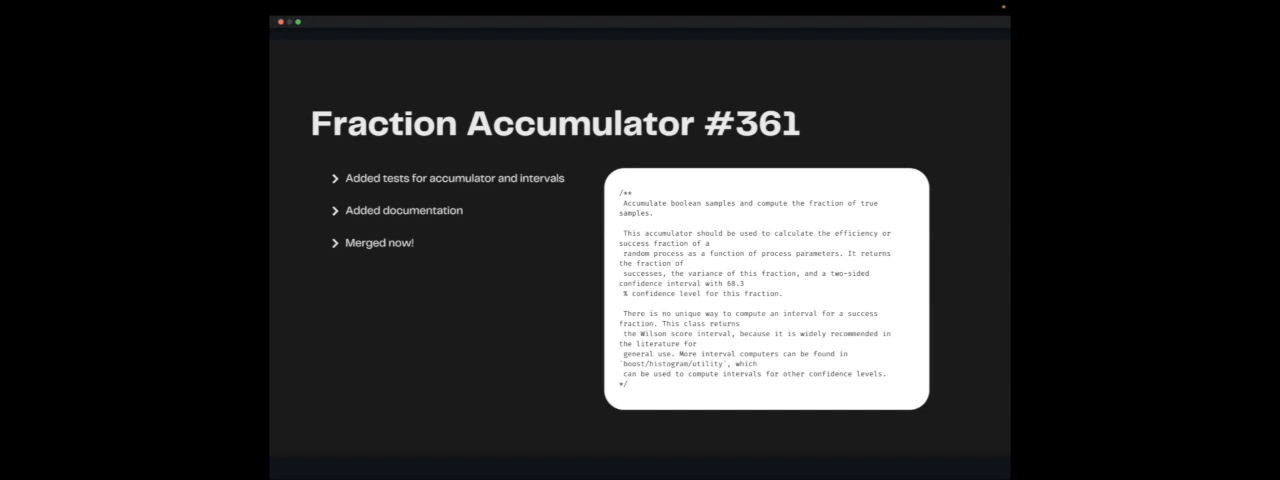 Fraction Accumulator #361
Added tests for accumulator and intervals
Added documentation
Merged now!
/**
Accumulate boolean samples and compute the fraction of true
samples.
This accumulator should be used to calculate the efficiency or
success fraction of a
random process as a function of process parameters. It returns
the fraction of
successes, the variance of this fraction, and a two-sided
confidence interval with 68.3
% confidence level for this fraction.
There is no unique way to compute an interval for a success
fraction. This class returns
the Wilson score interval, because it is widely recommended in
the literature for
general use. More interval computers can be found in
`boost/histogram/utility`, which
can be used to compute intervals for other confidence levels.
*/